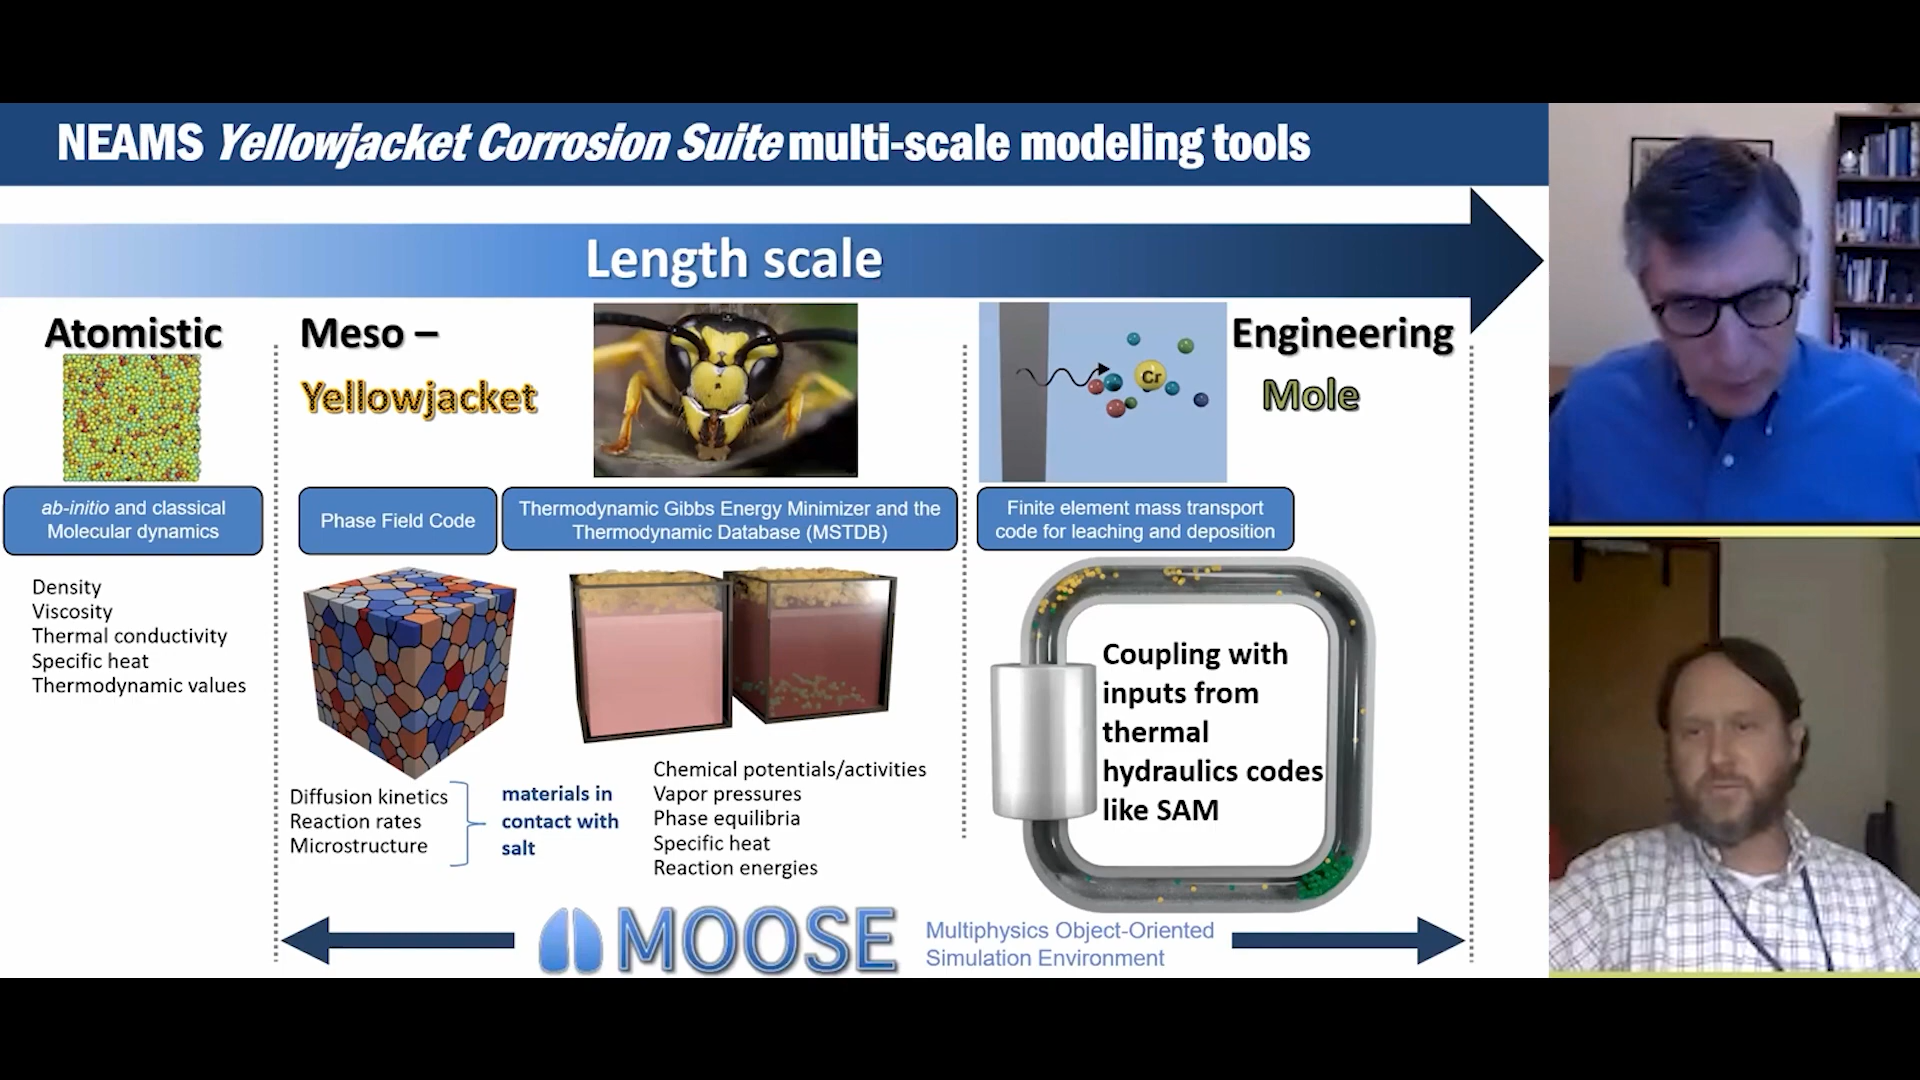 NEAMS Yellowjacket Corrosion Suite multi-scale modeling tools
Length scale
Atomistic
ab-initio and classical
Molecular dynamics
Density
Viscosity
Thermal conductivity
Specific heat
Thermodynamic values
Meso –
Yellowjacket
Phase Field Code
Thermodynamic Gibbs Energy Minimizer and the
Thermodynamic Database (MSTDB)
Diffusion kinetics
Reaction rates
Microstructure
materials in
contact with
salt
Chemical potentials/activities
Vapor pressures
Phase equilibria
Specific heat
Reaction energies
Cr
Engineering
Mole
Finite element mass transport
code for leaching and deposition
Coupling with
inputs from
thermal
hydraulics codes
like SAM
MOOSE
Multiphysics Object-Oriented
Simulation Environment